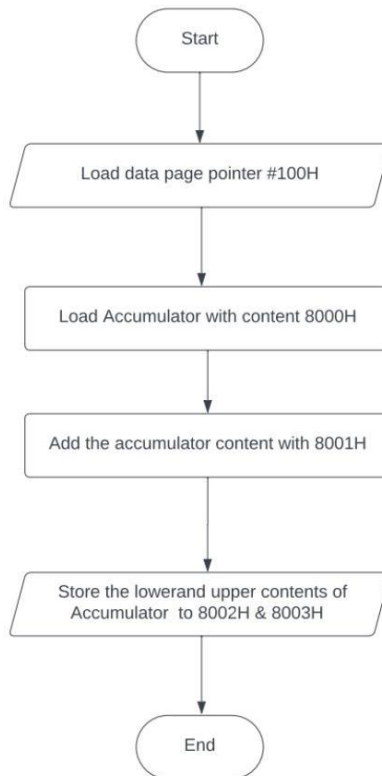 Start
Load data page pointer #100H
Load Accumulator with content 8000H
Add the accumulator content with 8001H
Store the lowerand upper contents of
Accumulator to 8002H & 8003H
End